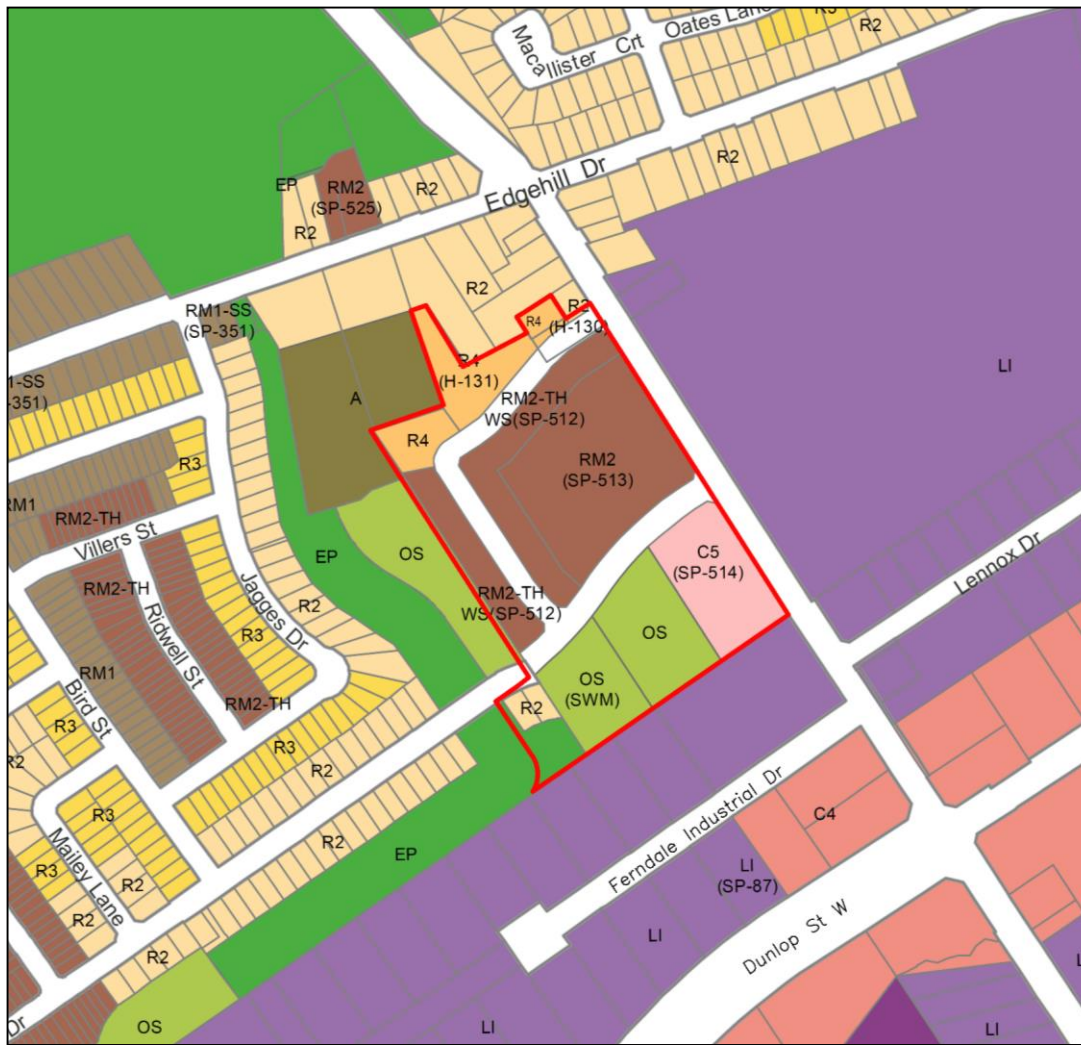 R3
Oates Lane
R2
Maca
llister Crt
R2
Edgehill Dr
EP
RM2
(SP-525)
R2
R2
R2
R2
(H-130)
R4
RM1-SS
(SP-351)
LI
R4
(H-131)
A
RM2-TH
WS(SP-512)
1-SS
-351)
R4
RM2
(SP-513)
R3
RM1
RM2-TH
Villers St
OS
EP
C5
(SP-514)
Lennox Dr
RM2-TH
Jagges Dr
R2
RM2-TH
WS(SP-512)
Ridwell St
R3
OS
OS
(SWM)
RM1
RM2-TH
R2
Bird St
R3
R3
R2
R2
Ferndale Industrial Dr
C4
R3
R2
EP
LI
(SP-87)
Mailey Lane
R3
R2
R2
LI
Dunlop St W
R2
OS
LI
LI
L
Dr